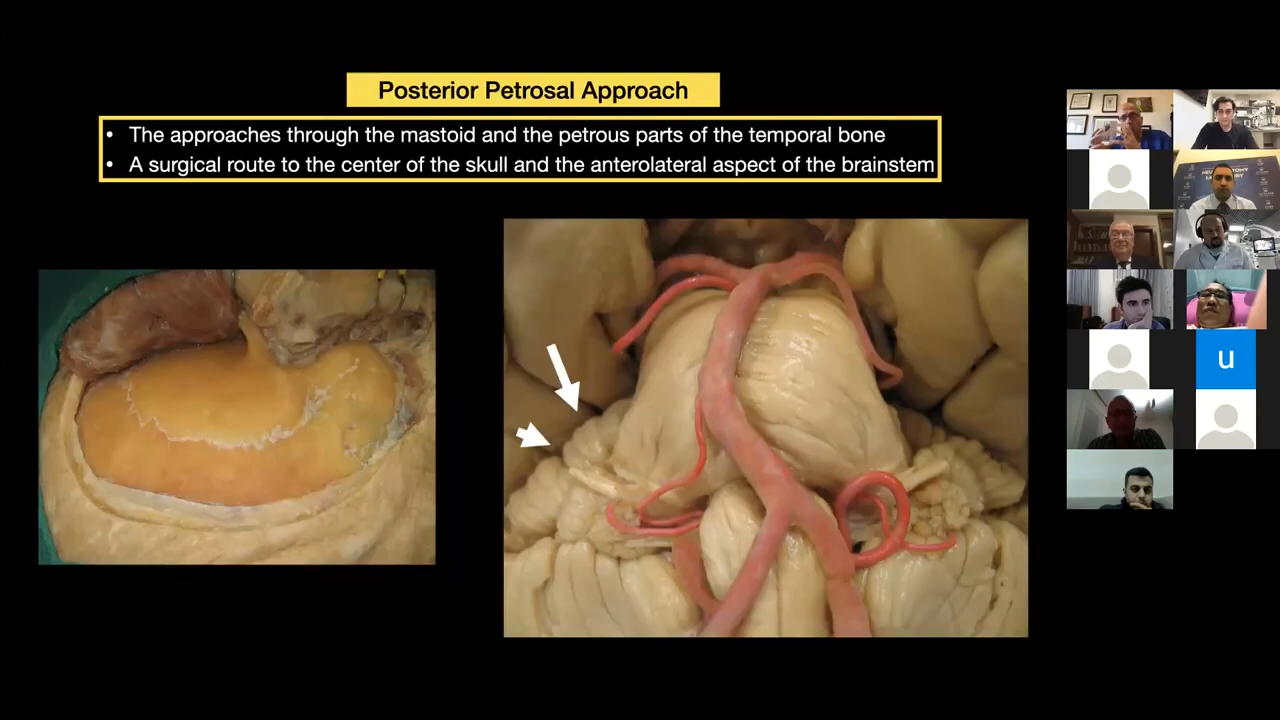 Posterior Petrosal Approach
• The approaches through the mastoid and the petrous parts of the temporal bone
• A surgical route to the center of the skull and the anterolateral aspect of the brainstem
u